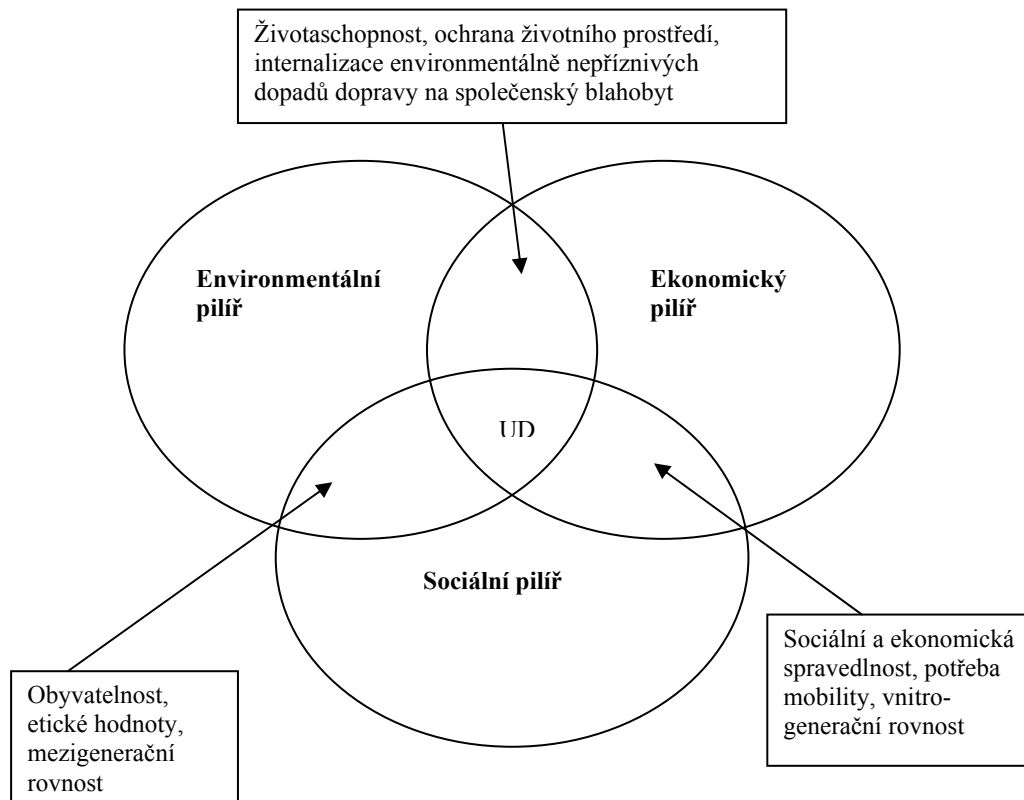 Životaschopnost, ochrana životního prostředí,
internalizace environmentálně nepříznivých
dopadů dopravy na společenský blahobyt
Environmentální
pilíř
Ekonomický
pilíř
UD
Sociální pilíř
Obyvatelnost,
etické hodnoty,
mezigenerační
rovnost
Sociální a ekonomická
spravedlnost, potřeba
mobility, vnitro-
generační rovnost